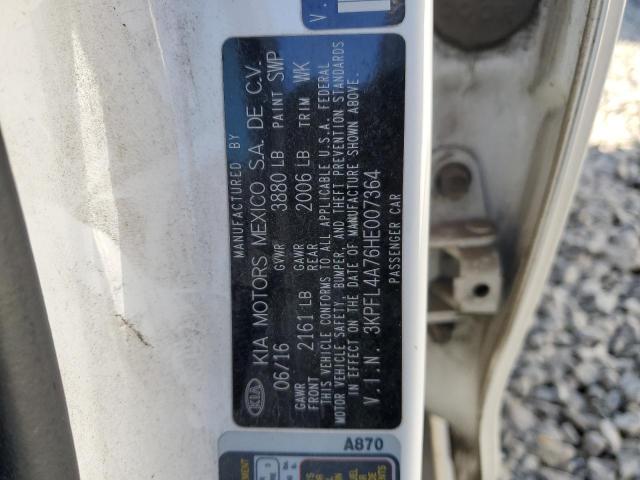 MANUFACTURED BY
KIA KIA MOTORS MEXICO S.A. DE C.V.
06/16 GVWR 3880 LB PAINT SWP
GAWR FRONT 2161 LB GAWR REAR 2006 LB TRIM WK
THIS VEHICLE CONFORMS TO ALL APPLICABLE U.S.A. FEDERAL
MOTOR VEHICLE SAFETY, BUMPER, AND THEFT PREVENTION STANDARDS
IN EFFECT ON THE DATE OF MANUFACTURE SHOWN ABOVE.
V.I.N. 3KPFL4A76HE007364
PASSENGER CAR
A870